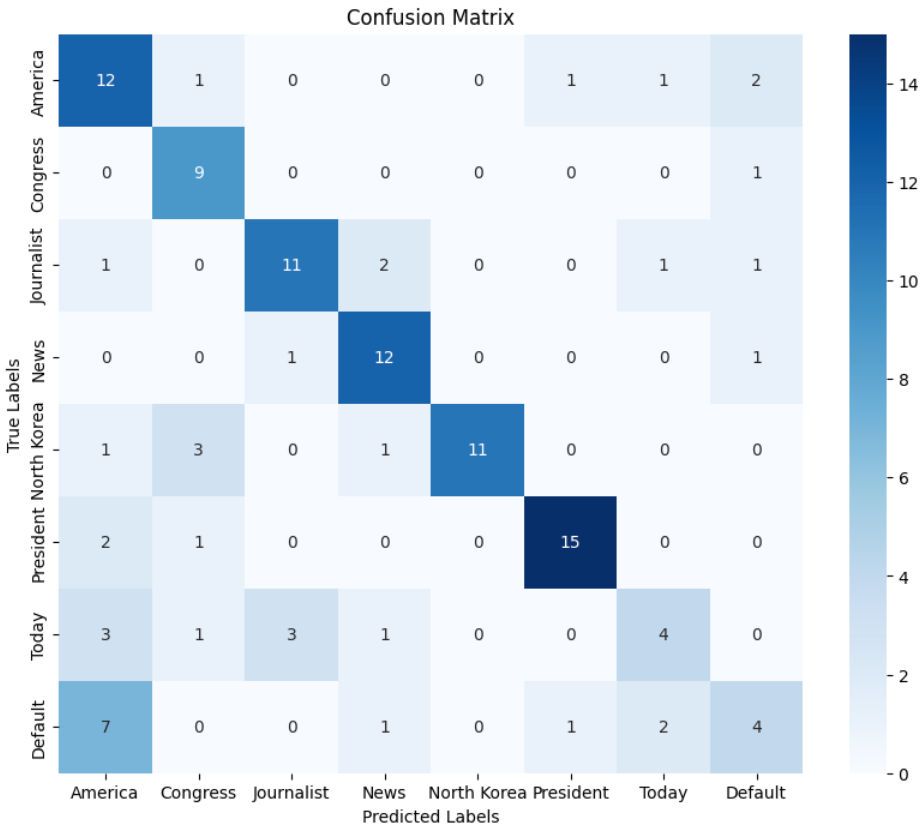 Confusion Matrix
America 12 1 0 0 0 1 1 2
Congress 0 9 0 0 0 0 0 1
Journalist 1 0 11 2 0 0 1 1
News 0 0 1 12 0 0 0 1
North Korea 1 3 0 1 11 0 0 0
President 2 1 0 0 0 15 0 0
Today 3 1 3 1 0 0 4 0
Default 7 0 0 1 0 1 2 4
True Labels
America Congress Journalist News North Korea President Today Default
Predicted Labels
14
12
10
8
6
4
2
0